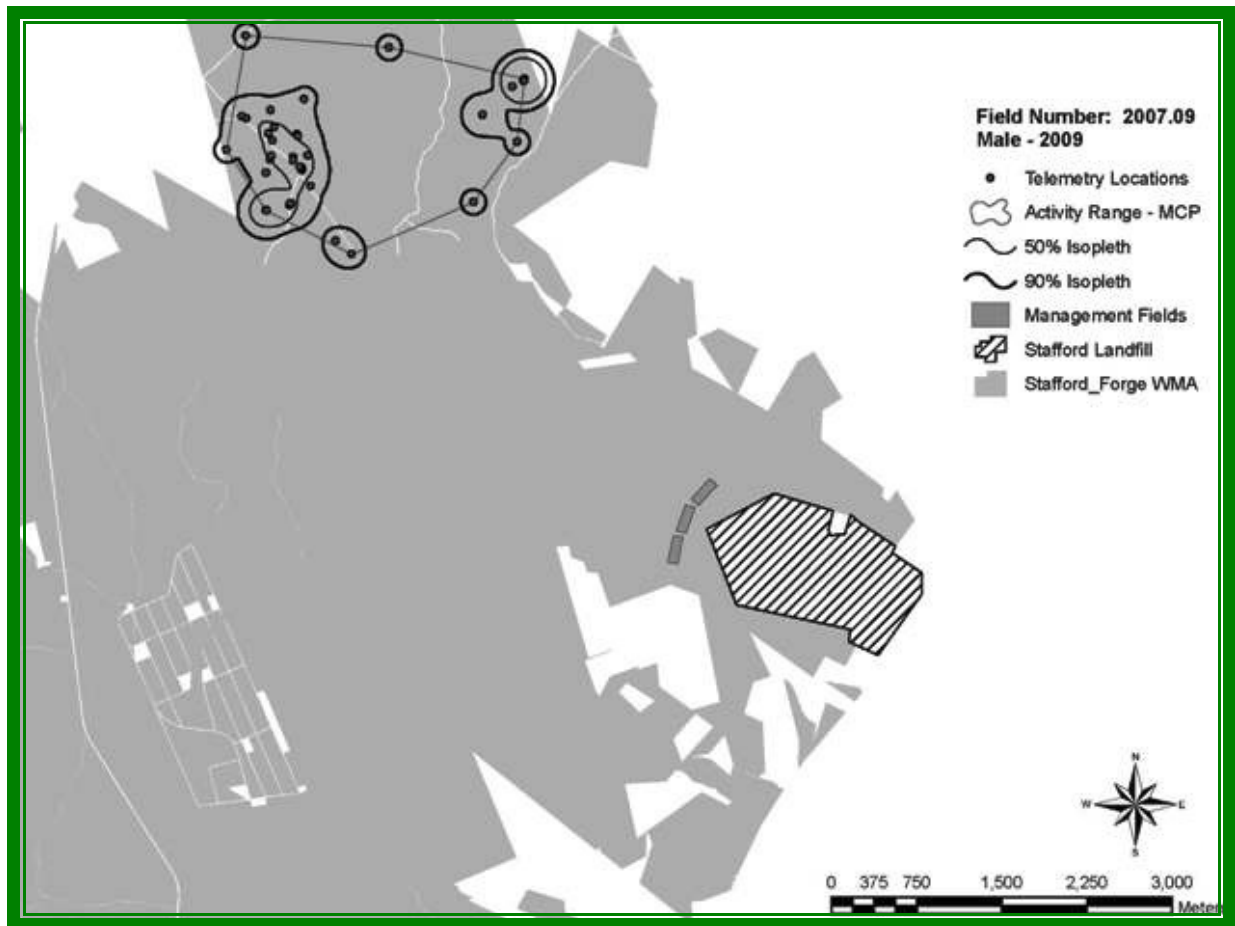 Field Number: 2007.09
Male - 2009
Telemetry Locations
Activity Range - MCP
50% Isopleth
90% Isopleth
Management Fields
Stafford Landfill
Stafford_Forge WMA
N
W E
S
0 375 750 1,500 2,250 3,000
Meters